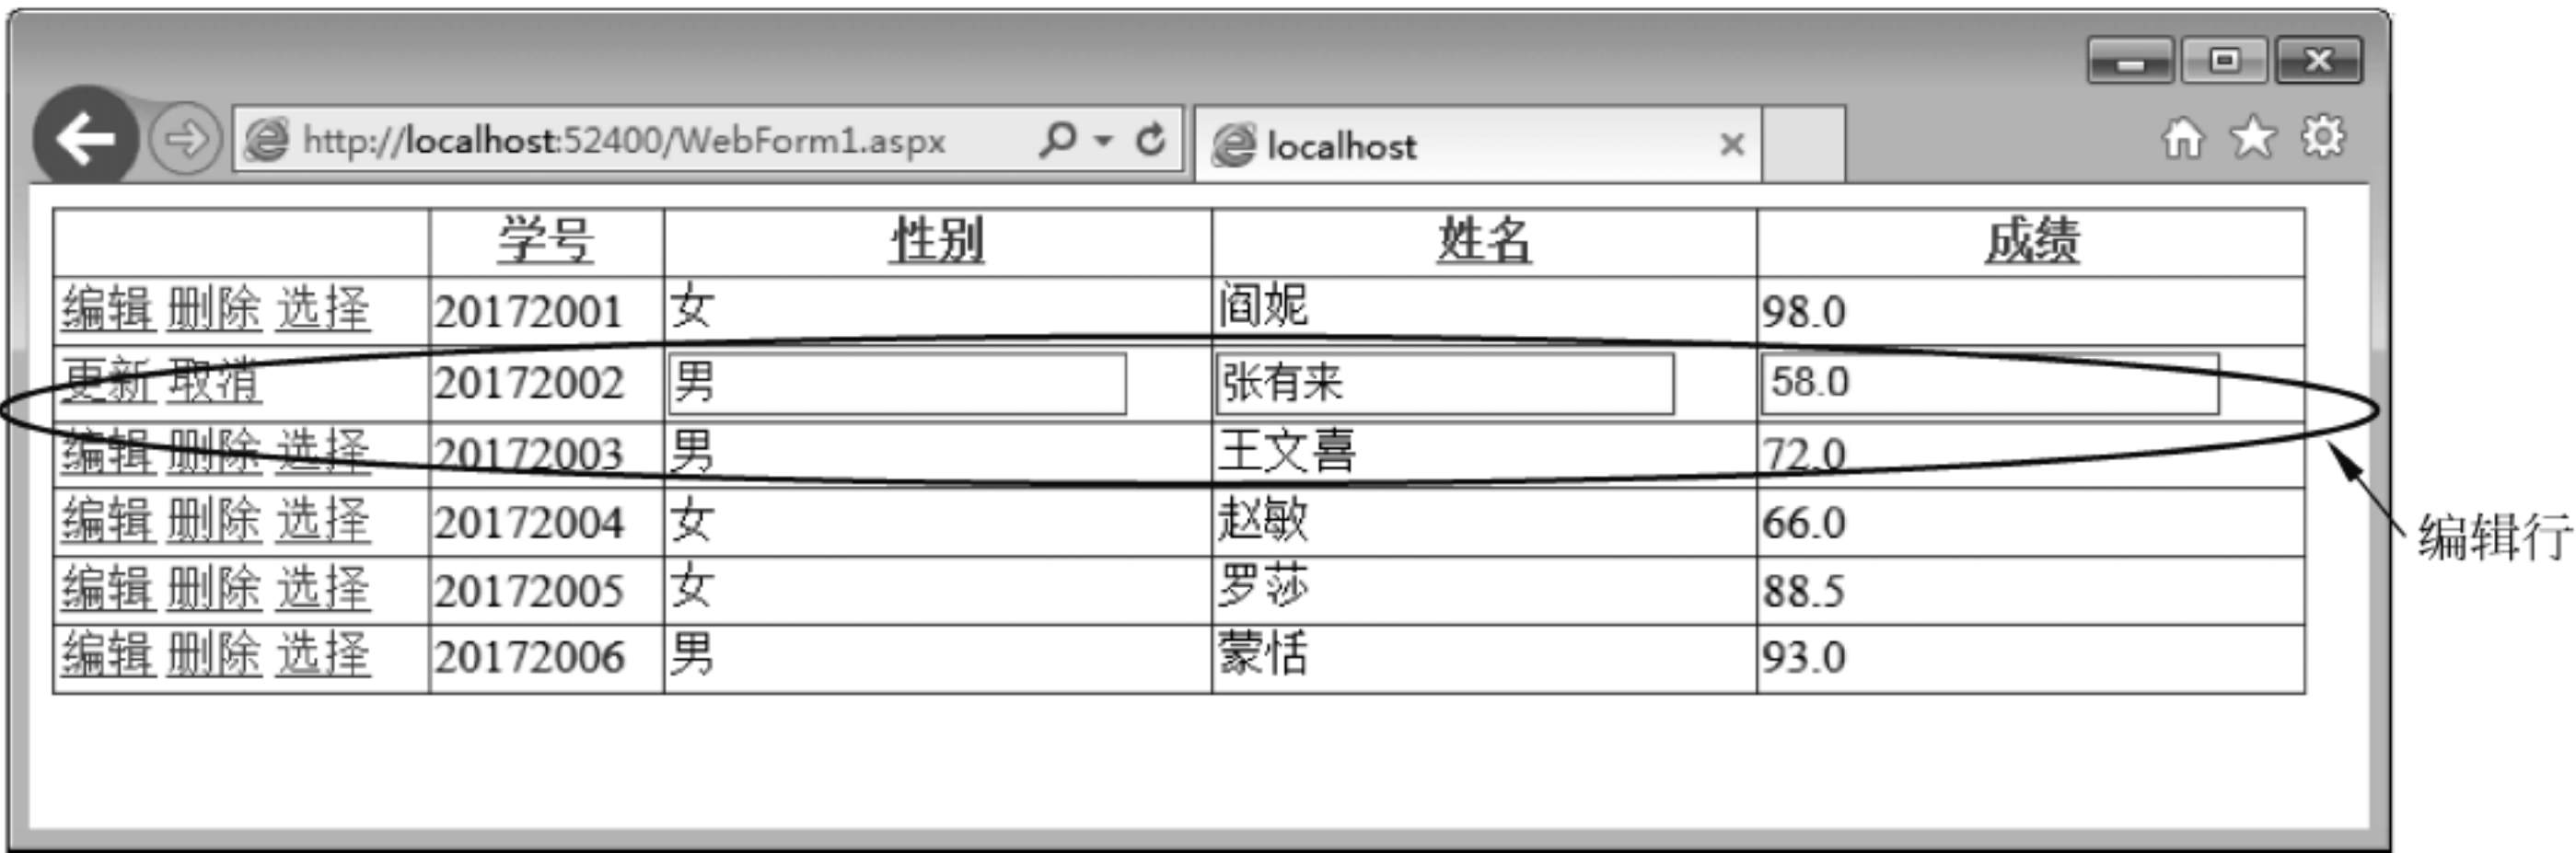 http://localhost:52400/WebForm1.aspx localhost
学号 性别 姓名 成绩
编辑 删除 选择 20172001 女 阎妮 98.0
更新 取消 20172002 男 张有来 58.0
编辑 删除 选择 20172003 男 王文喜 72.0
编辑 删除 选择 20172004 女 赵敏 66.0
编辑行
编辑 删除 选择 20172005 女 罗莎 88.5
编辑 删除 选择 20172006 男 蒙恬 93.0